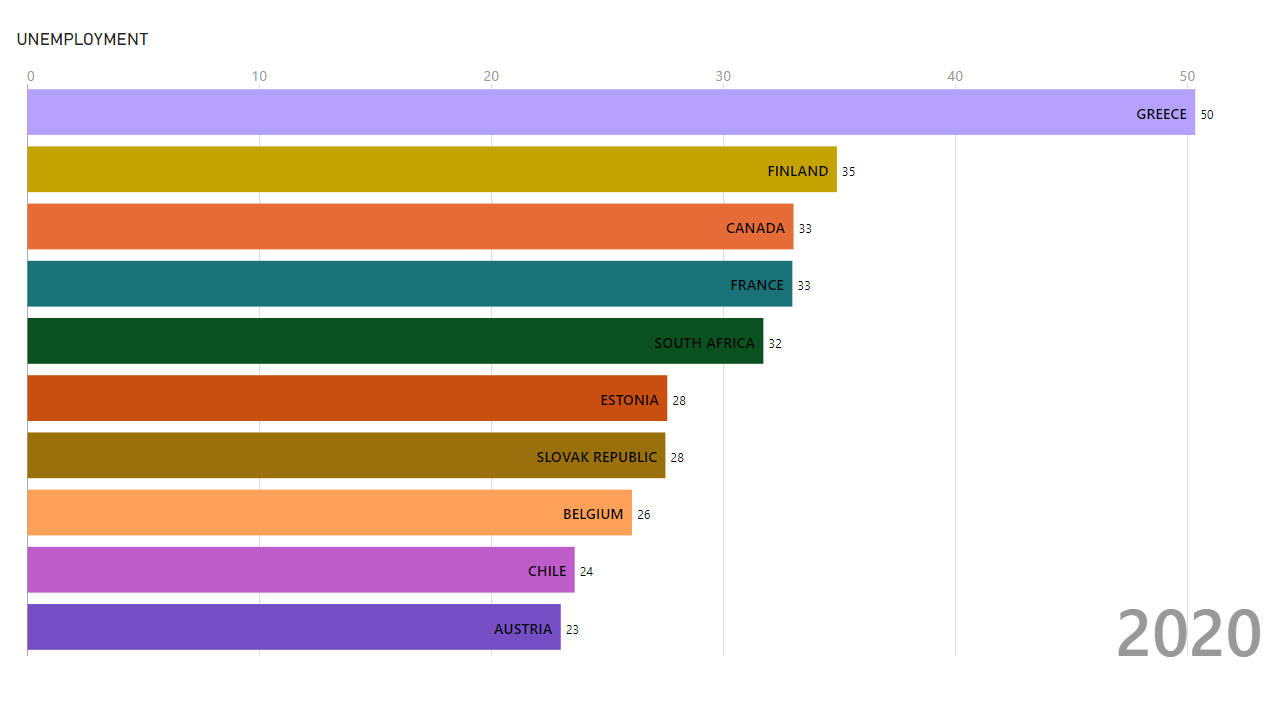 UNEMPLOYMENT
0 10 20 30 40 50
GREECE 50
FINLAND 35
CANADA 33
FRANCE 33
SOUTH AFRICA 32
ESTONIA 28
SLOVAK REPUBLIC 28
BELGIUM 26
CHILE 24
AUSTRIA 23
2020